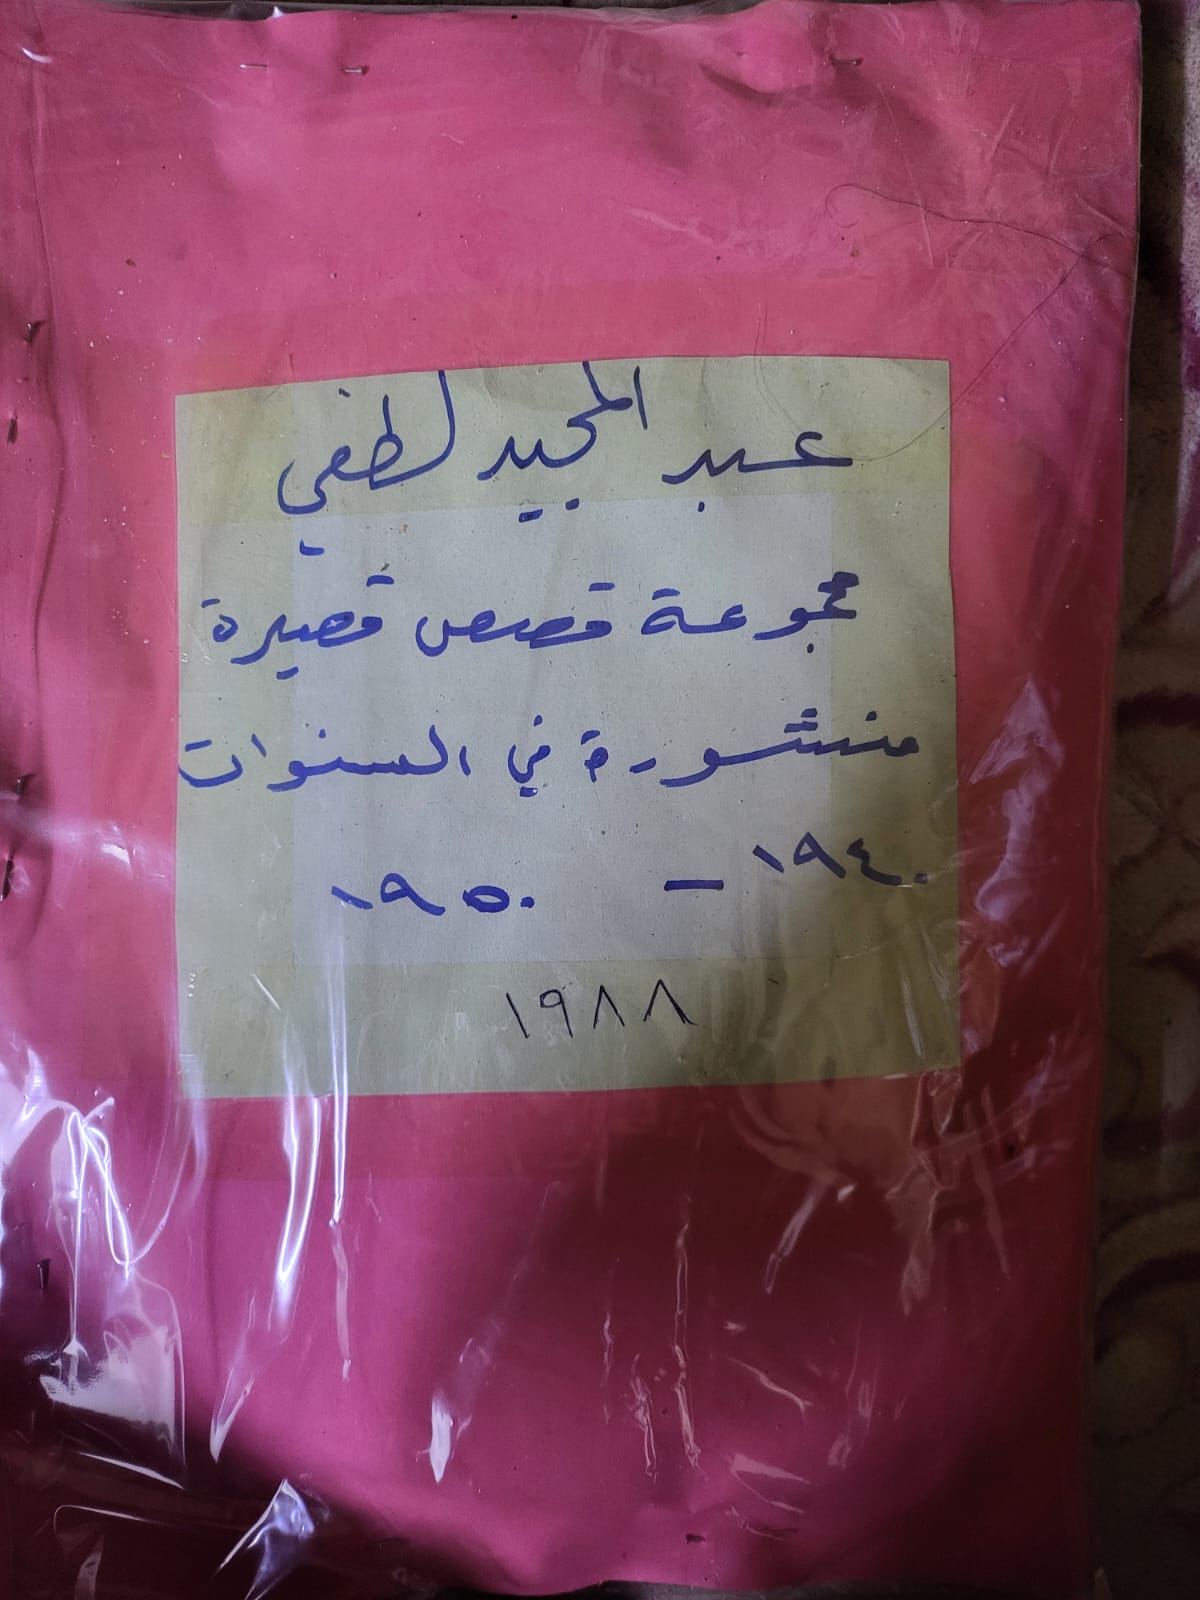 عبد المجيد لطفي
مجموعة قصص قصيرة
منشورة في السنوات
١٩٤٠ - ١٩٥٠
١٩٨٨